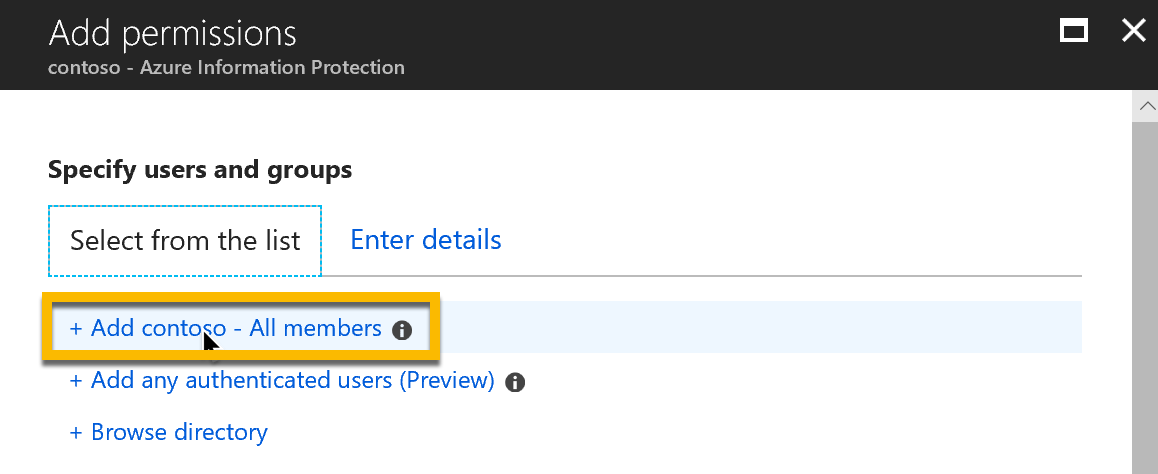 Add permissions
contoso - Azure Information Protection
Specify users and groups
Select from the list Enter details
+ Add contoso - All members
+ Add any authenticated users (Preview)
+ Browse directory